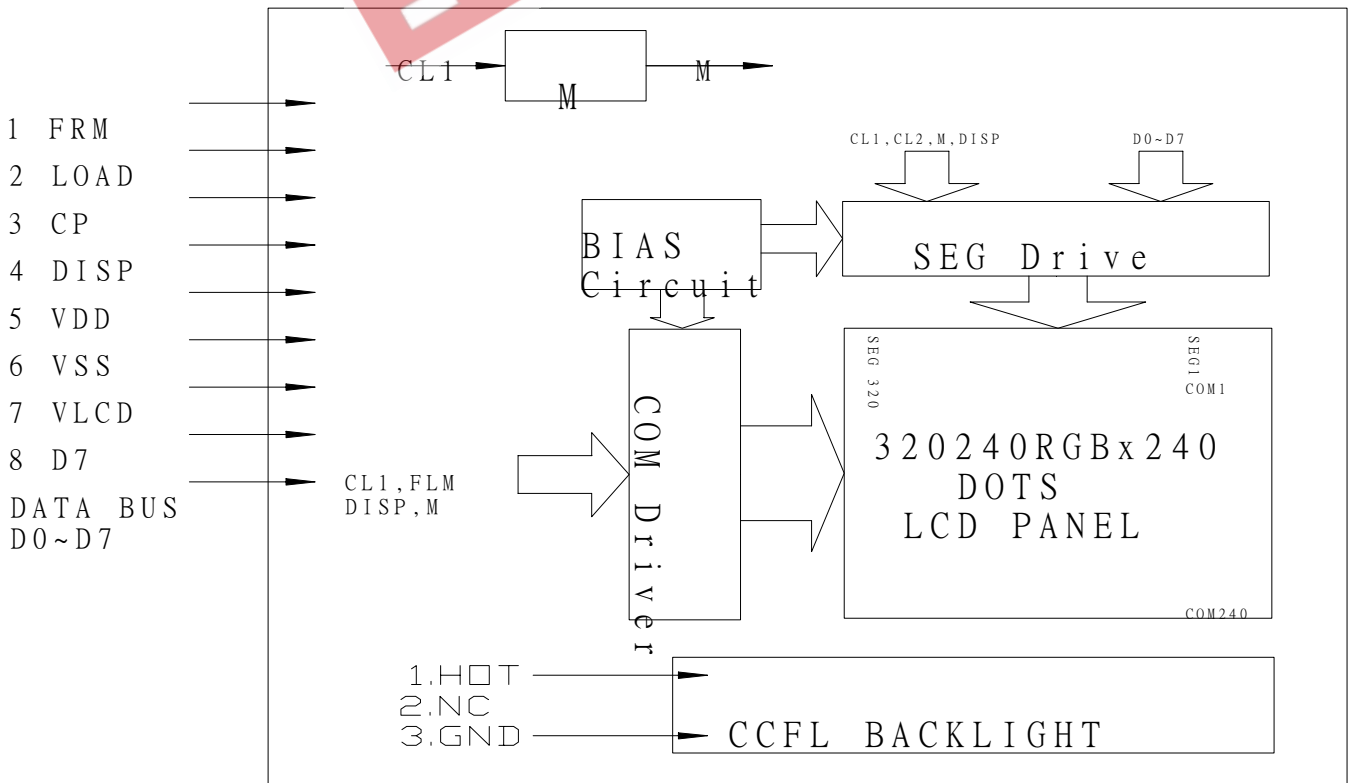 CL1
M
M
1 FRM
2 LOAD
3 CP
4 DISP
5 VDD
6 VSS
7 VLCD
8 D7
DATA BUS
D0~D7
CL1,CL2,M,DISP
D0~D7
BIAS
Circuit
SEG Drive
CL1,FLM
DISP,M
COM Driver
SEG 320
SEG1
COM1
320240RGBx240
DOTS
LCD PANEL
COM240
1.HOT
2.NC
3.GND
CCFL BACKLIGHT